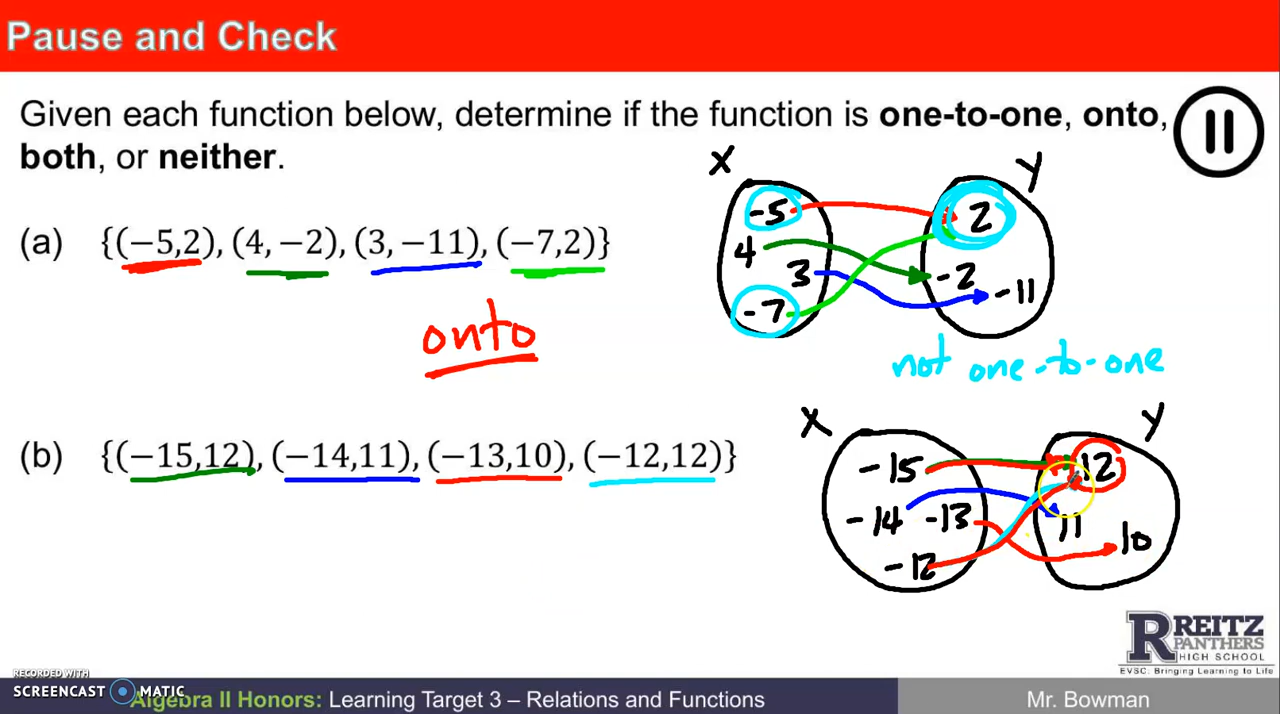 Pause and Check
Given each function below, determine if the function is one-to-one, onto,
both, or neither.
X
Y
(a) {(−5,2), (4, −2), (3, −11), (−7,2)}
-5
2
4
3
-2
-11
-7
onto
not one-to-one
X
Y
(b) {(−15,12), (−14,11), (−13,10), (−12,12)}
-15
12
-14 -13
11
10
-12
R REITZ
PANTHERS
HIGH SCHOOL
EVSC: Bringing Learning to Life
RECORDED WITH
SCREENCAST MATIC
Algebra II Honors: Learning Target 3 – Relations and Functions
Mr. Bowman